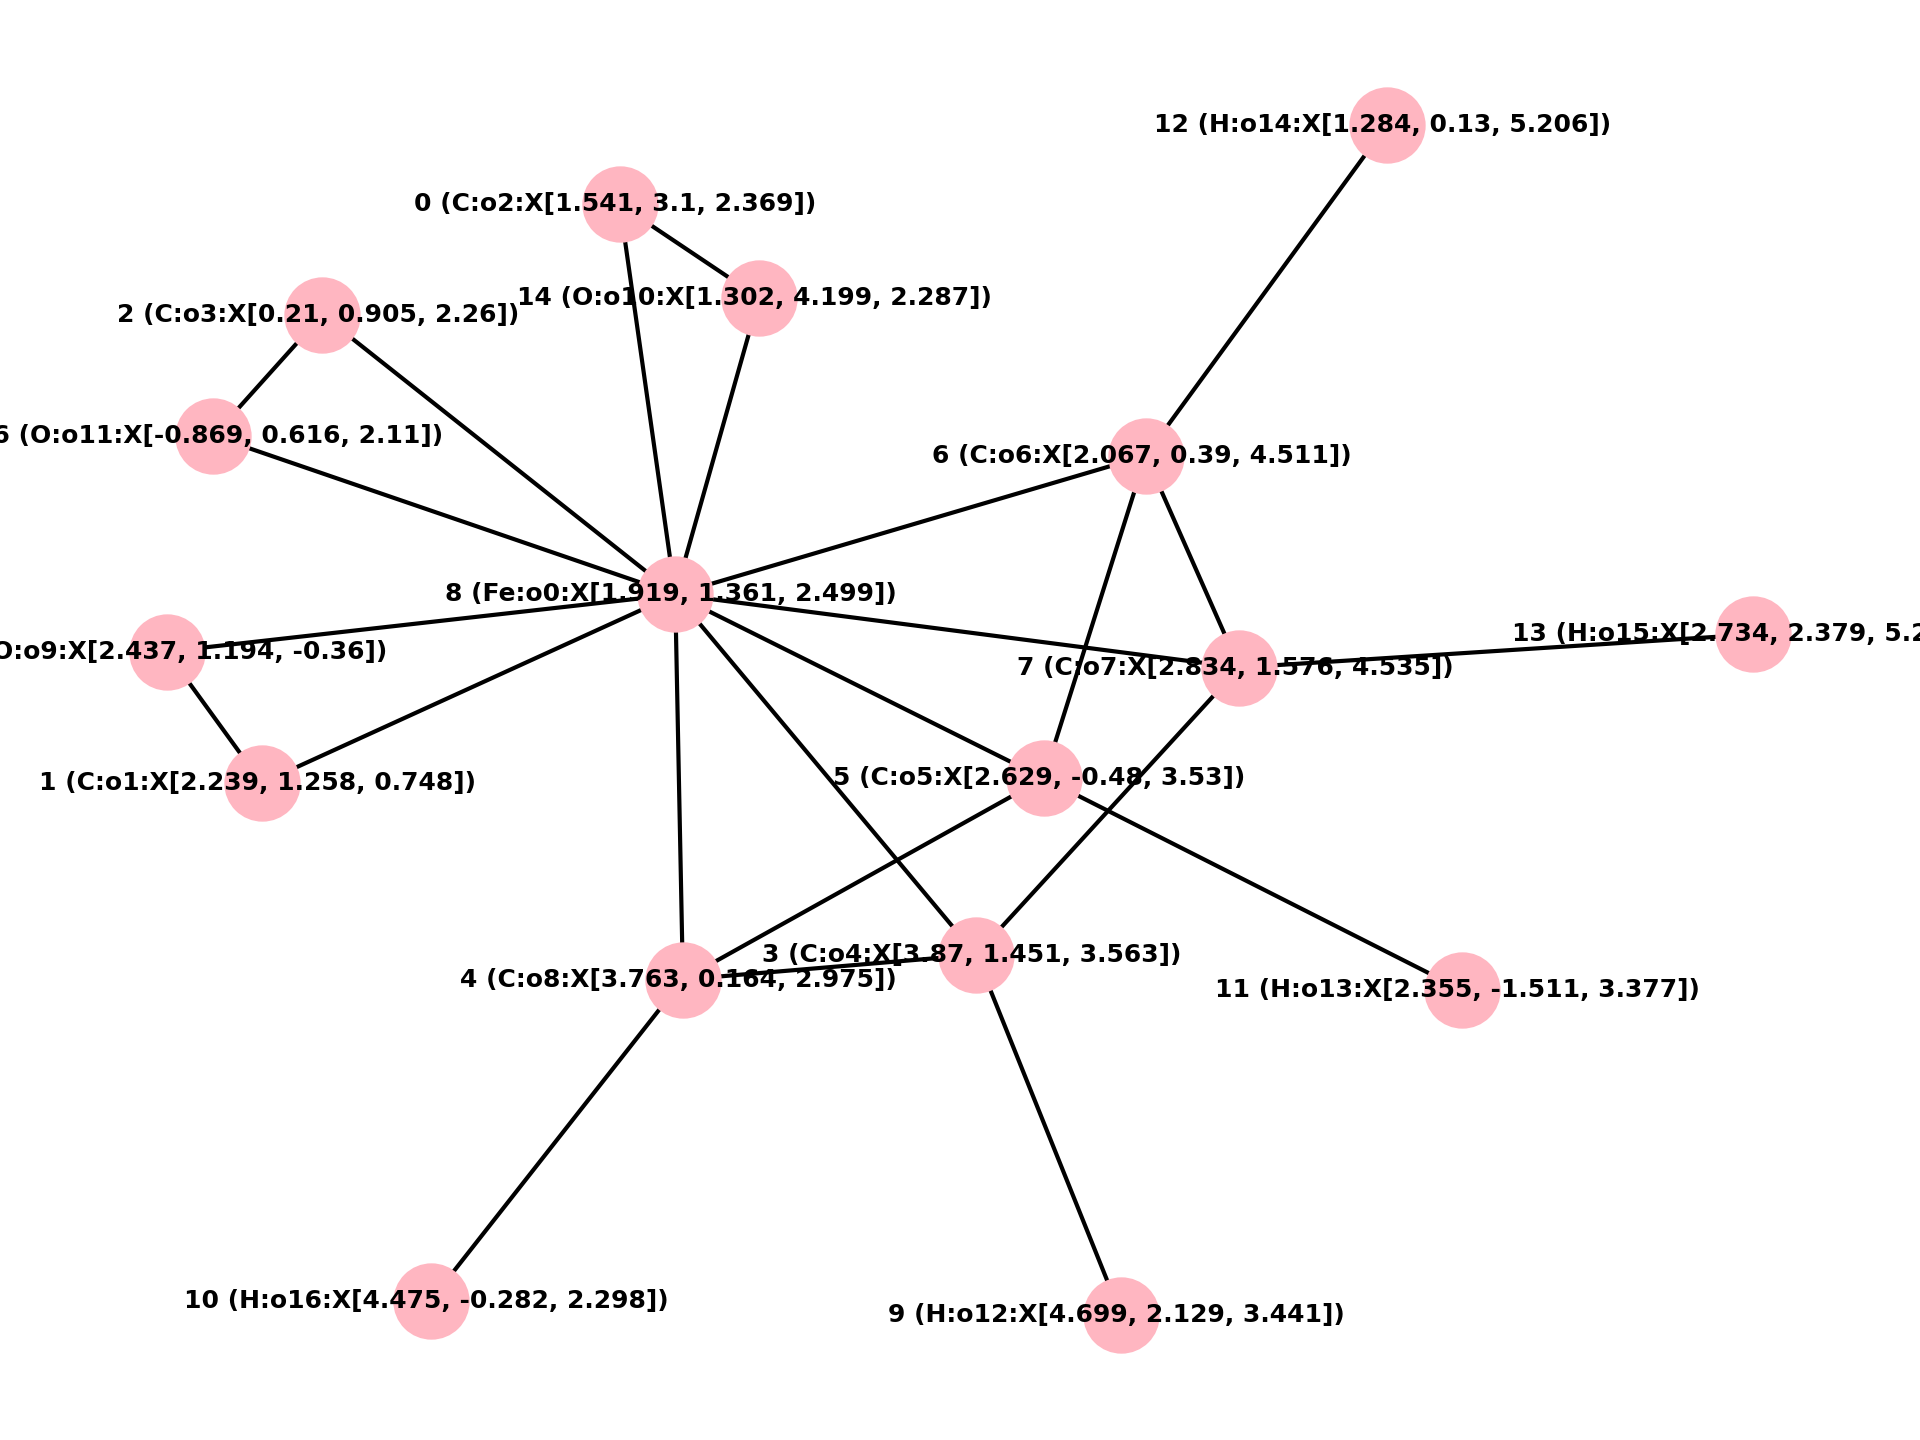 12 (H:o14:X[1.284, 0.13, 5.206])
0 (C:o2:X[1.541, 3.1, 2.369])
14 (O:o10:X[1.302, 4.199, 2.287])
2 (C:o3:X[0.21, 0.905, 2.26])
6 (O:o11:X[-0.869, 0.616, 2.11])
6 (C:o6:X[2.067, 0.39, 4.511])
8 (Fe:o0:X[1.919, 1.361, 2.499])
13 (H:o15:X[2.734, 2.379, 5.2
O:o9:X[2.437, 1.194, -0.36])
7 (C:o7:X[2.834, 1.576, 4.535])
5 (C:o5:X[2.629, -0.48, 3.53])
1 (C:o1:X[2.239, 1.258, 0.748])
3 (C:o4:X[3.87, 1.451, 3.563])
4 (C:o8:X[3.763, 0.164, 2.975])
11 (H:o13:X[2.355, -1.511, 3.377])
10 (H:o16:X[4.475, -0.282, 2.298])
9 (H:o12:X[4.699, 2.129, 3.441])